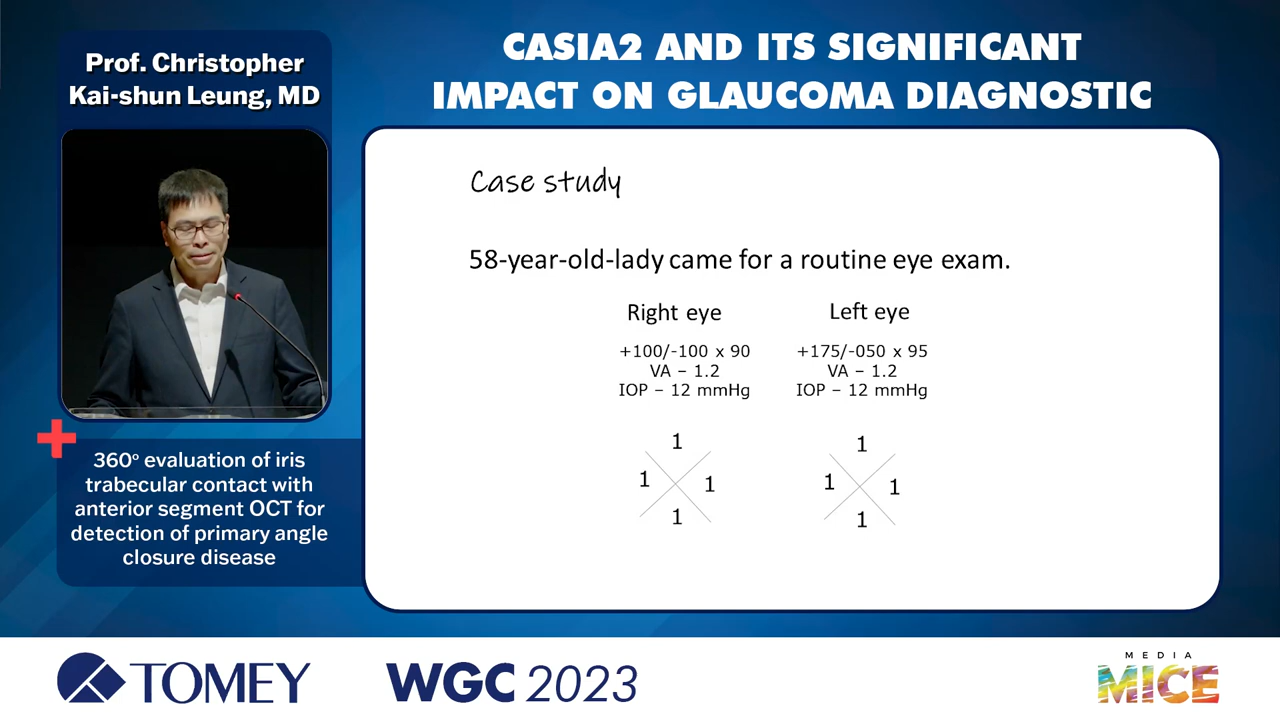 Prof. Christopher
Kai-shun Leung, MD
CASIA2 AND ITS SIGNIFICANT
IMPACT ON GLAUCOMA DIAGNOSTIC
Case study
58-year-old-lady came for a routine eye exam.
Right eye
+100/-100 x 90
VA – 1.2
IOP – 12 mmHg
1
1 1
1
Left eye
+175/-050 x 95
VA – 1.2
IOP – 12 mmHg
1
1 1
1
360° evaluation of iris
trabecular contact with
anterior segment OCT for
detection of primary angle
closure disease
TOMEY
WGC 2023
MEDIA
MICE